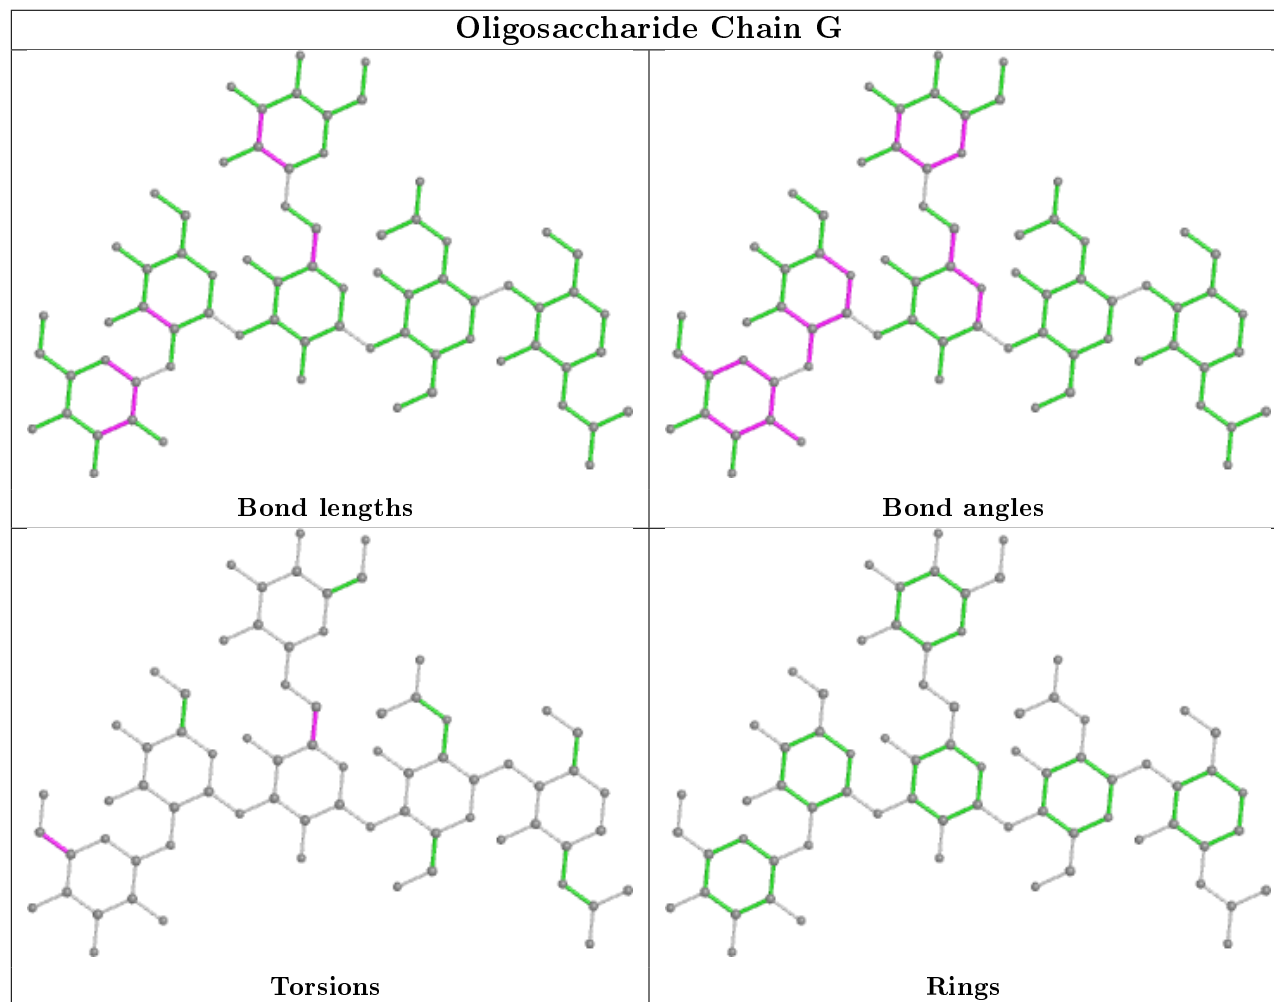 Oligosaccharide Chain G
Bond lengths
Bond angles
Torsions
Rings